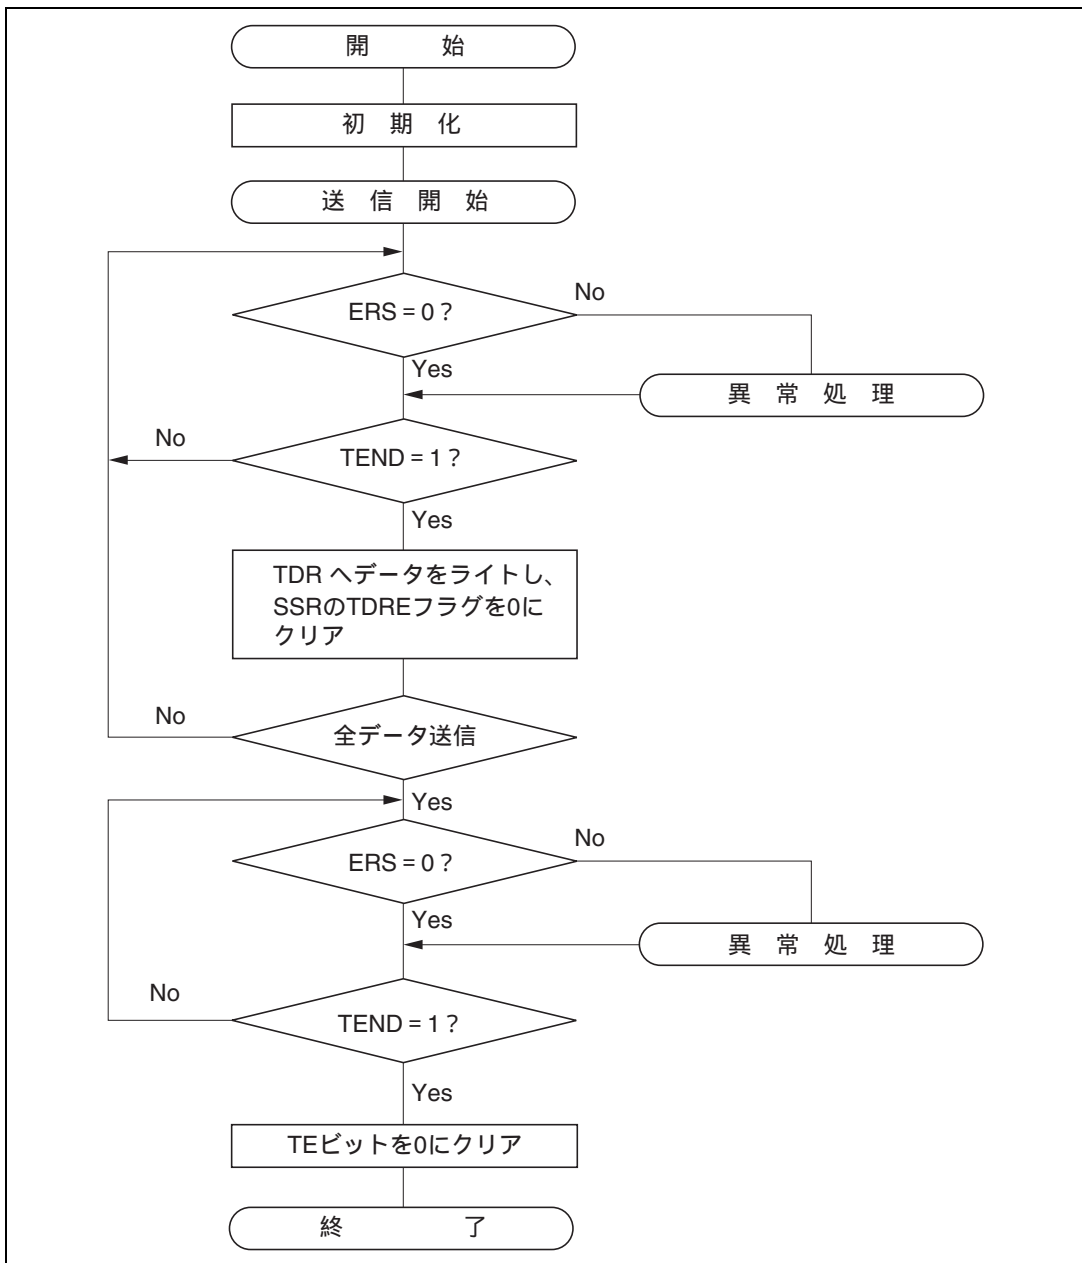 開始
初期化
送信開始
ERS = 0 ?
No
Yes
異常処理
No
TEND = 1 ?
Yes
TDR へデータをライトし、
SSRのTDREフラグを0に
クリア
No
全データ送信
Yes
ERS = 0 ?
No
Yes
異常処理
No
TEND = 1 ?
Yes
TEビットを0にクリア
終了